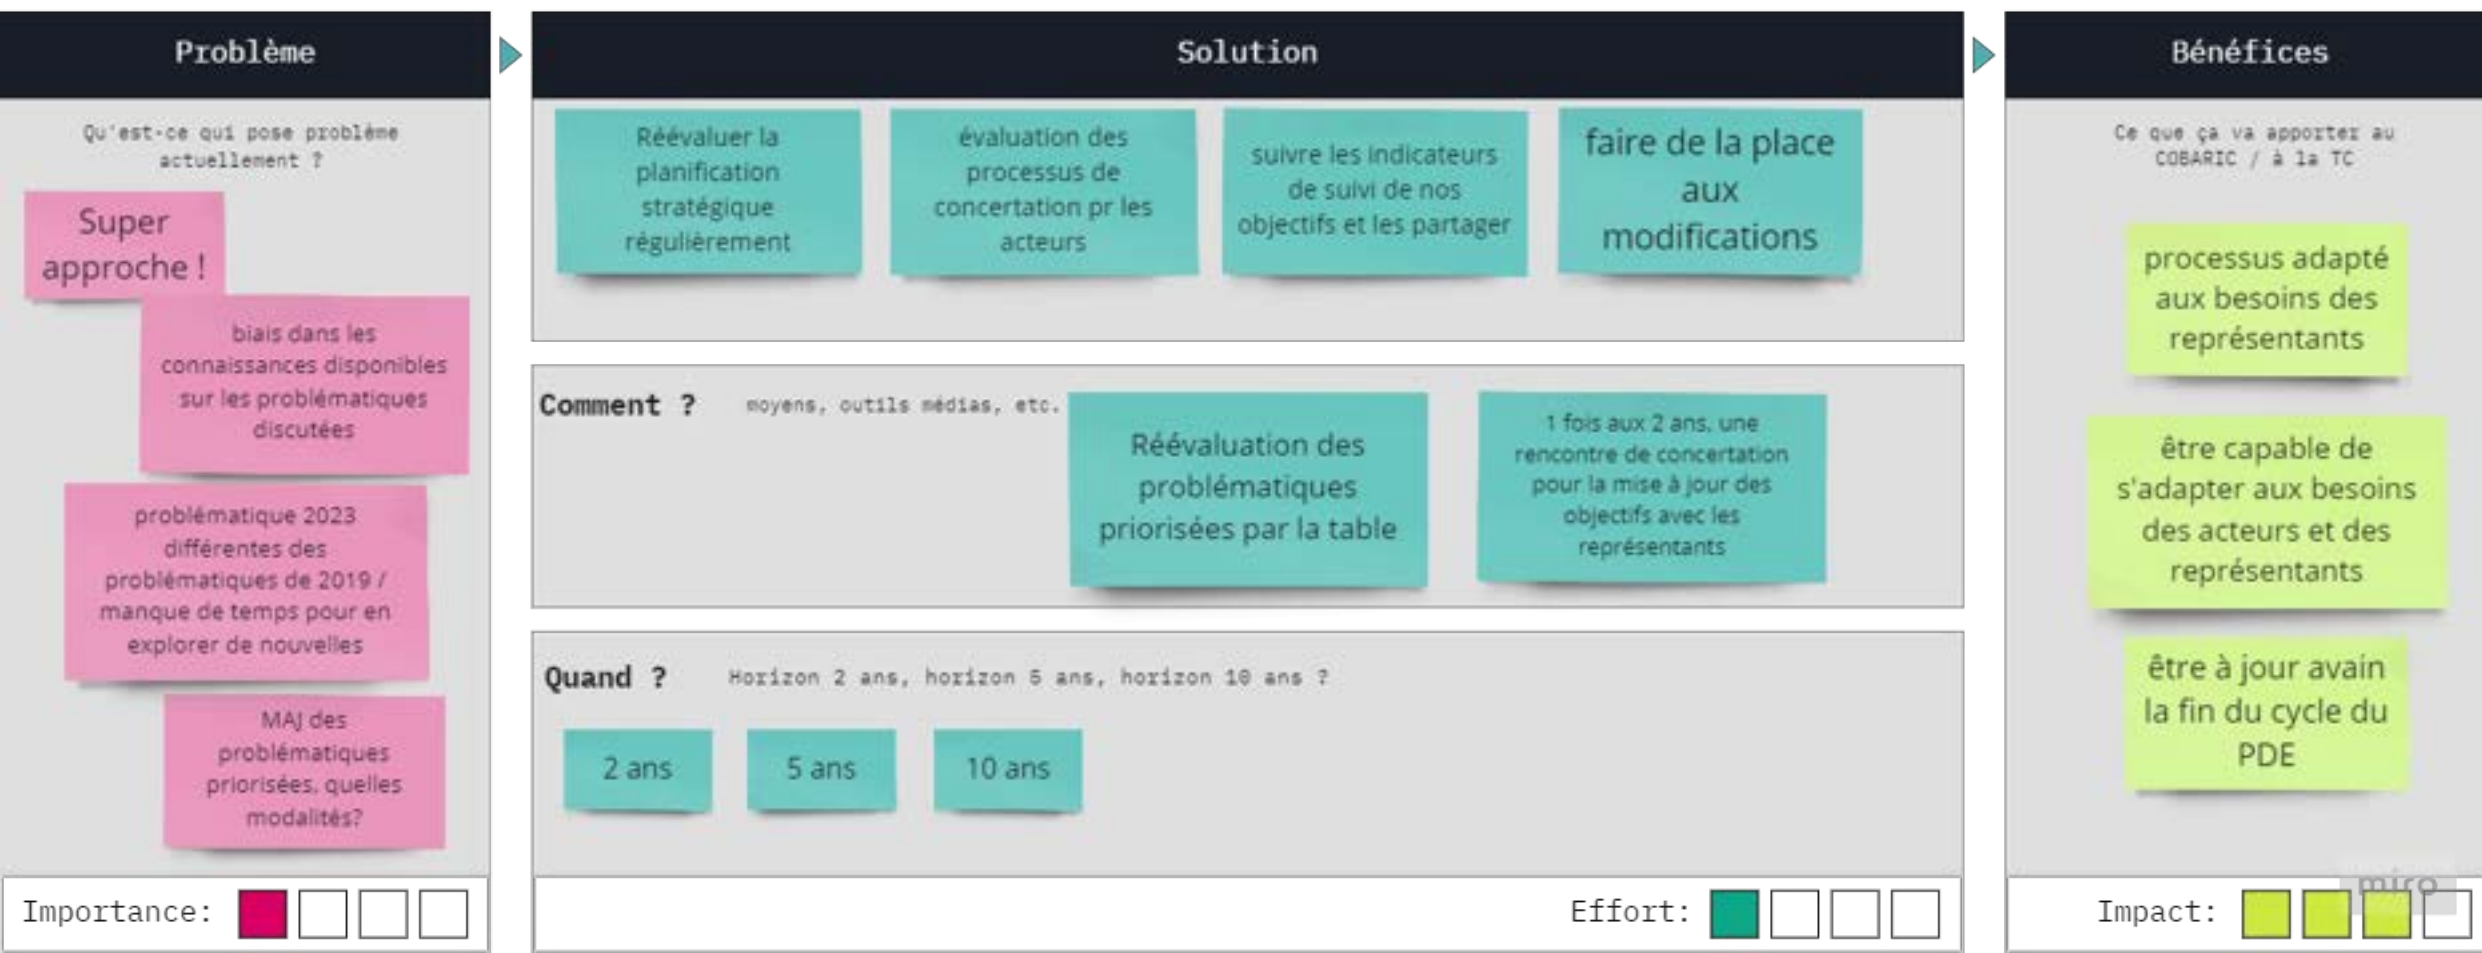 Problème
Qu'est-ce qui pose problème
actuellement ?
Super
approche !
biais dans les
connaissances disponibles
sur les problématiques
discutées
problématique 2023
différentes des
problématiques de 2019 /
manque de temps pour en
explorer de nouvelles
MAJ des
problématiques
priorisées, quelles
modalités?
Importance:
Solution
Réévaluer la
planification
stratégique
régulièrement
évaluation des
processus de
concertation pr les
acteurs
suivre les indicateurs
de suivi de nos
objectifs et les partager
faire de la place
aux
modifications
Comment ?
moyens, outils médias, etc.
Réévaluation des
problématiques
priorisées par la table
1 fois aux 2 ans, une
rencontre de concertation
pour la mise à jour des
objectifs avec les
représentants
Quand ?
Horizon 2 ans, horizon 5 ans, horizon 10 ans ?
2 ans
5 ans
10 ans
Effort:
Bénéfices
Ce que ça va apporter au
COBARIC / à la TC
processus adapté
aux besoins des
représentants
être capable de
s'adapter aux besoins
des acteurs et des
représentants
être à jour avain
la fin du cycle du
PDE
miro
Impact: